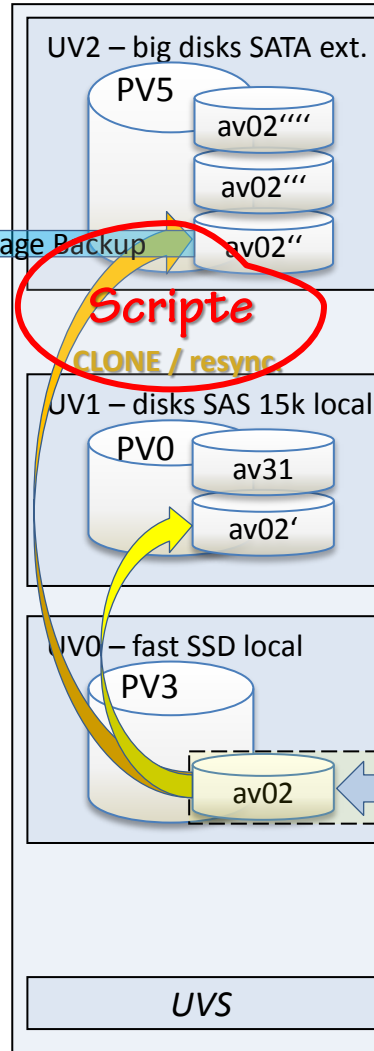 UV2 – big disks SATA ext.
PV5
av02‘‘‘‘
av02‘‘‘
av02‘‘
age Backup
Scripte
CLONE / resync.
UV1 – disks SAS 15k local
PV0
av31
av02‘
UV0 – fast SSD local
PV3
av02
UVS